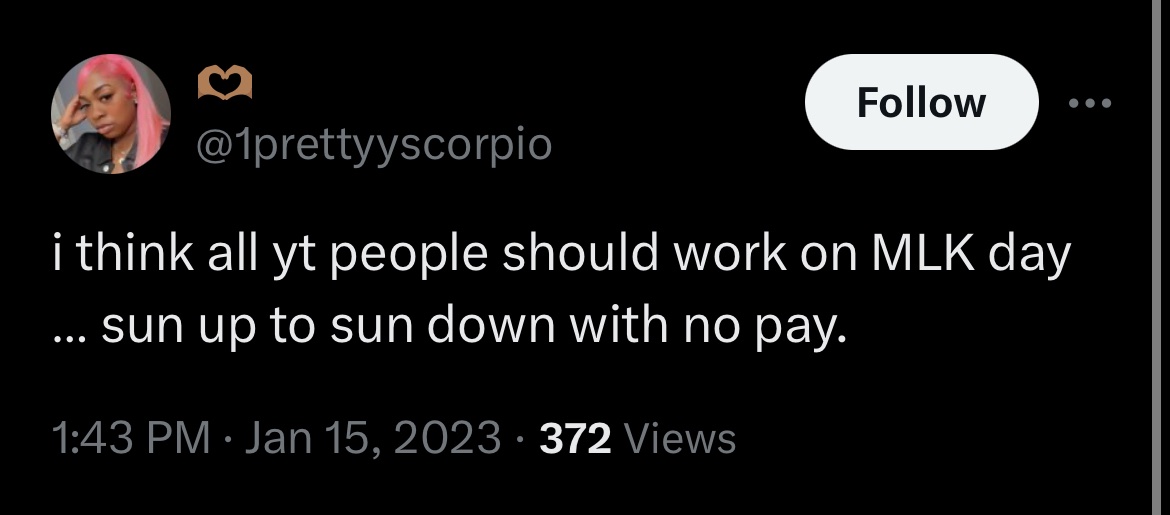 @1prettyyscorpio
Follow
i think all yt people should work on MLK day
... sun up to sun down with no pay.
1:43 PM · Jan 15, 2023 · 372 Views